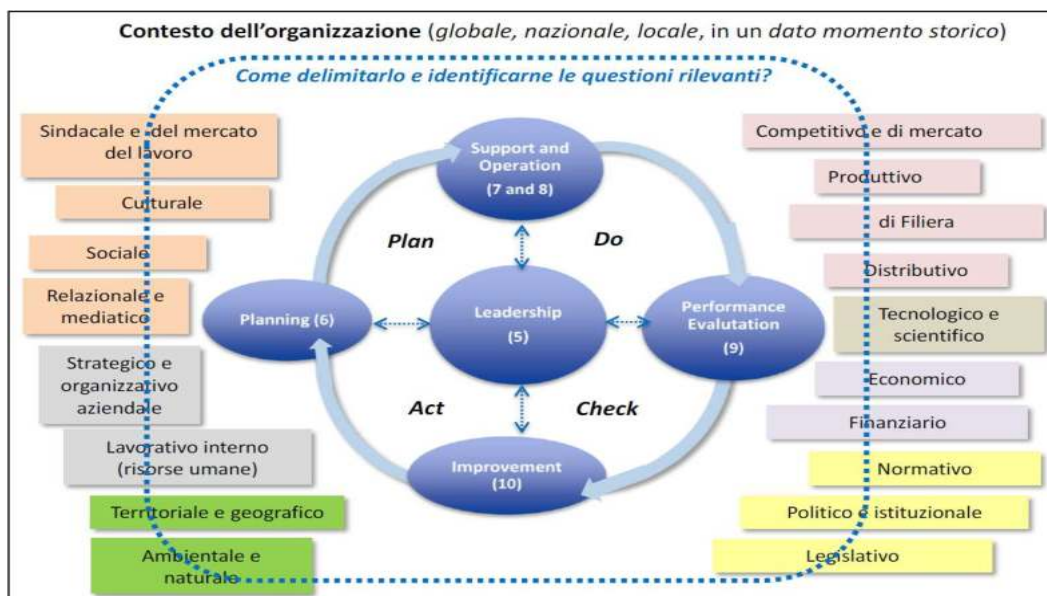 Contesto dell'organizzazione (globale, nazionale, locale, in un dato momento storico)
Come delimitarlo e identificarne le questioni rilevanti?
Sindacale e del mercato
del lavoro
Culturale
Sociale
Relazionale e
mediatico
Strategico e
organizzativo
aziendale
Lavorativo interno
(risorse umane)
Territoriale e geografico
Ambientale e
naturale
Support and
Operation
(7 and 8)
Plan
Do
Planning (6)
Leadership
(5)
Performance
Evalutation
(9)
Act
Check
Improvement
(10)
Competitivo e di mercato
Produttivo
di Filiera
Distributivo
Tecnologico e
scientifico
Economico
Finanziario
Normativo
Politico e istituzionale
Legislativo